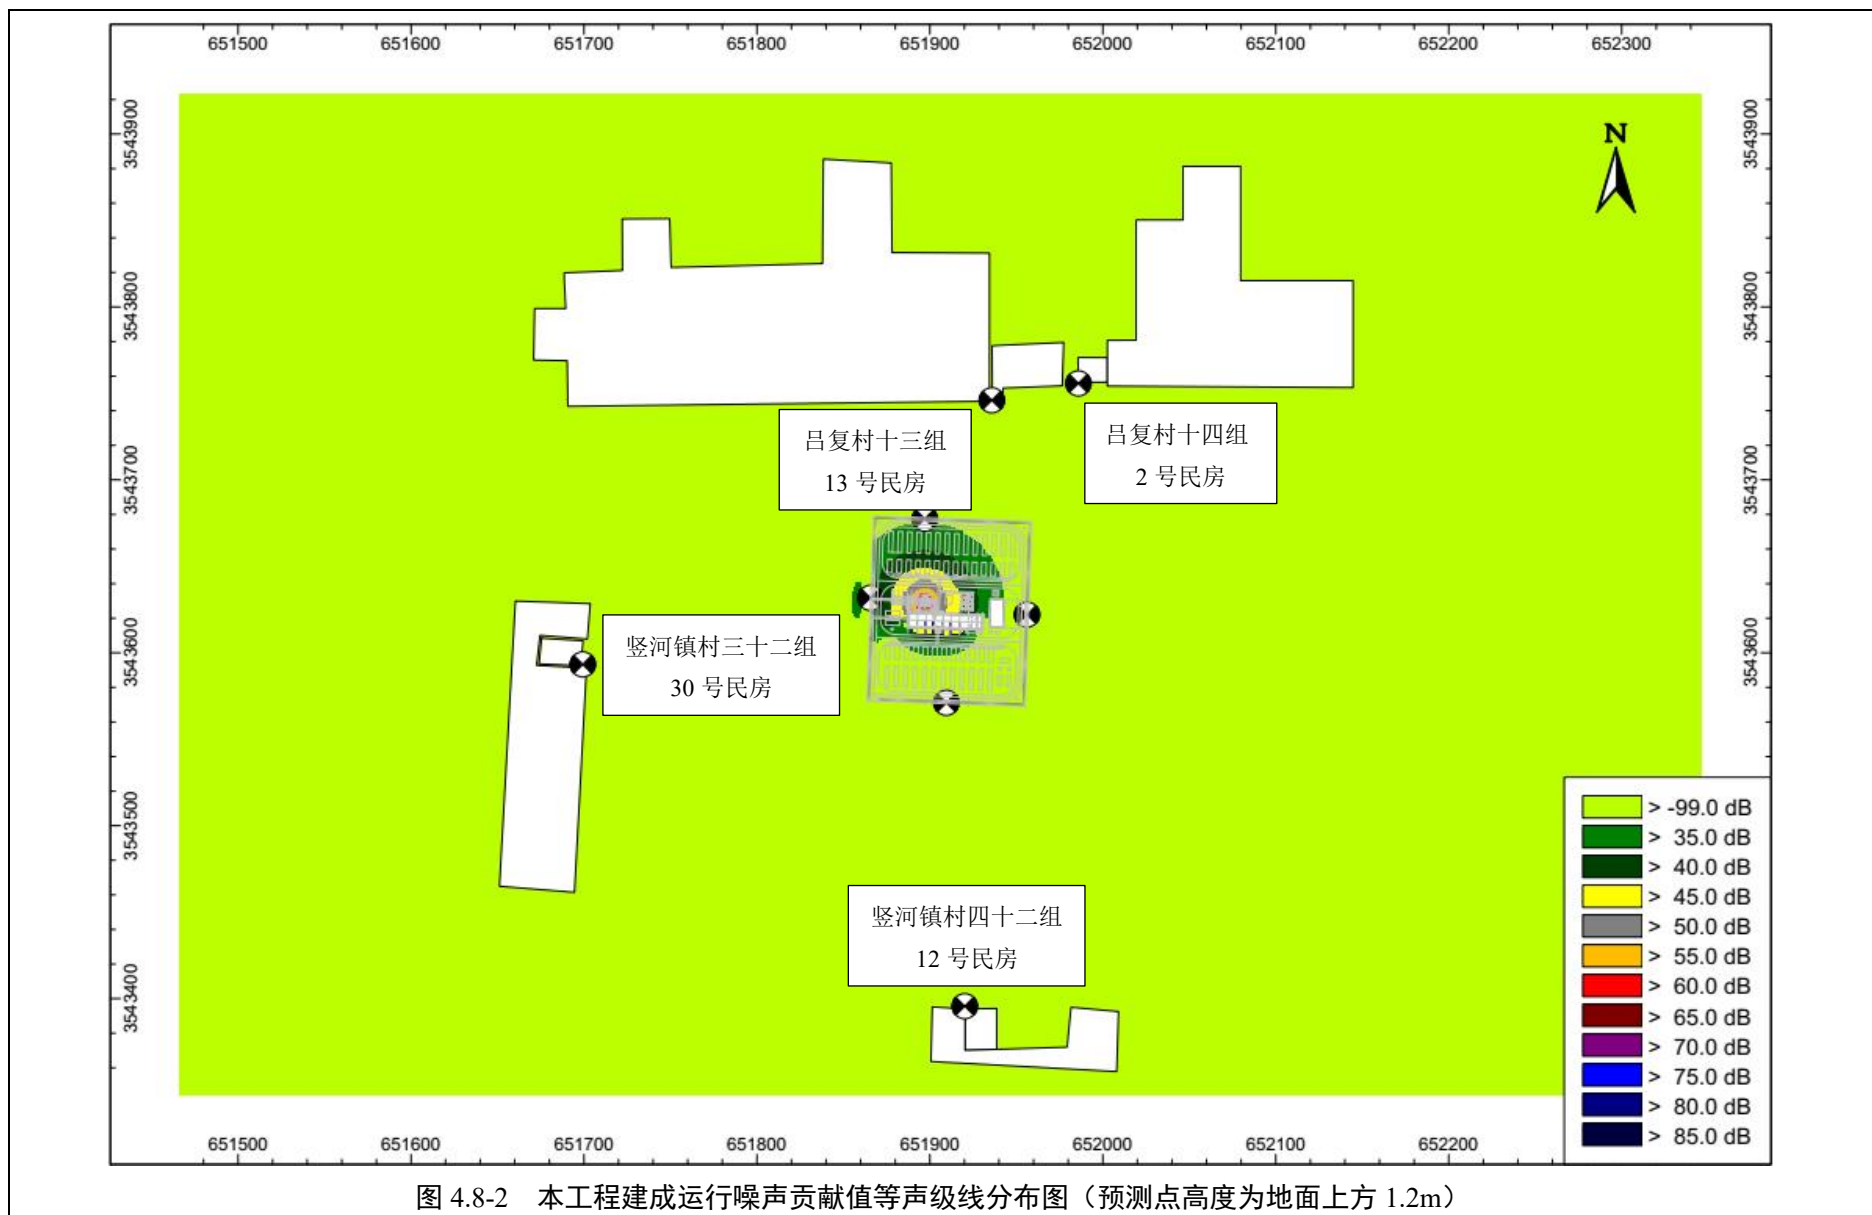 651500 651600 651700 651800 651900 652000 652100 652200 652300
3543900
3543900
N
3543800
3543800
吕复村十三组
13 号民房
吕复村十四组
2 号民房
3543700
3543700
竖河镇村三十二组
30 号民房
3543600
3543600
3543500
竖河镇村四十二组
12 号民房
3543400
> -99.0 dB
> 35.0 dB
> 40.0 dB
> 45.0 dB
> 50.0 dB
> 55.0 dB
> 60.0 dB
> 65.0 dB
> 70.0 dB
> 75.0 dB
> 80.0 dB
> 85.0 dB
651500 651600 651700 651800 651900 652000 652100 652200
图 4.8-2 本工程建成运行噪声贡献值等声级线分布图（预测点高度为地面上方 1.2m）